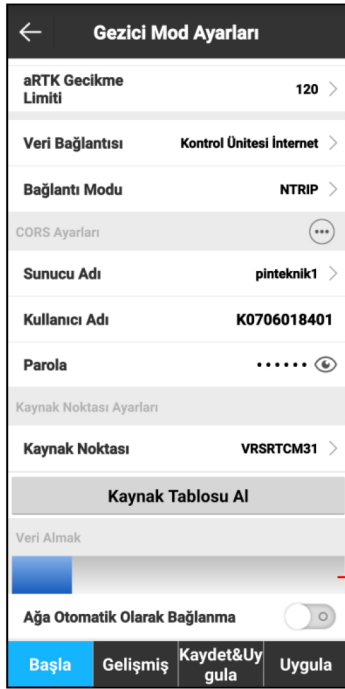 Gezici Mod Ayarları
aRTK Gecikme
Limiti
120
Veri Bağlantısı
Kontrol Ünitesi İnternet
Bağlantı Modu
NTRIP
CORS Ayarları
Sunucu Adı
pinteknik1
Kullanıcı Adı
K0706018401
Parola
••••••
Kaynak Noktası Ayarları
Kaynak Noktası
VRSRTCM31
Kaynak Tablosu Al
Veri Almak
Ağa Otomatik Olarak Bağlanma
Başla
Gelişmiş
Kaydet&Uy
gula
Uygula